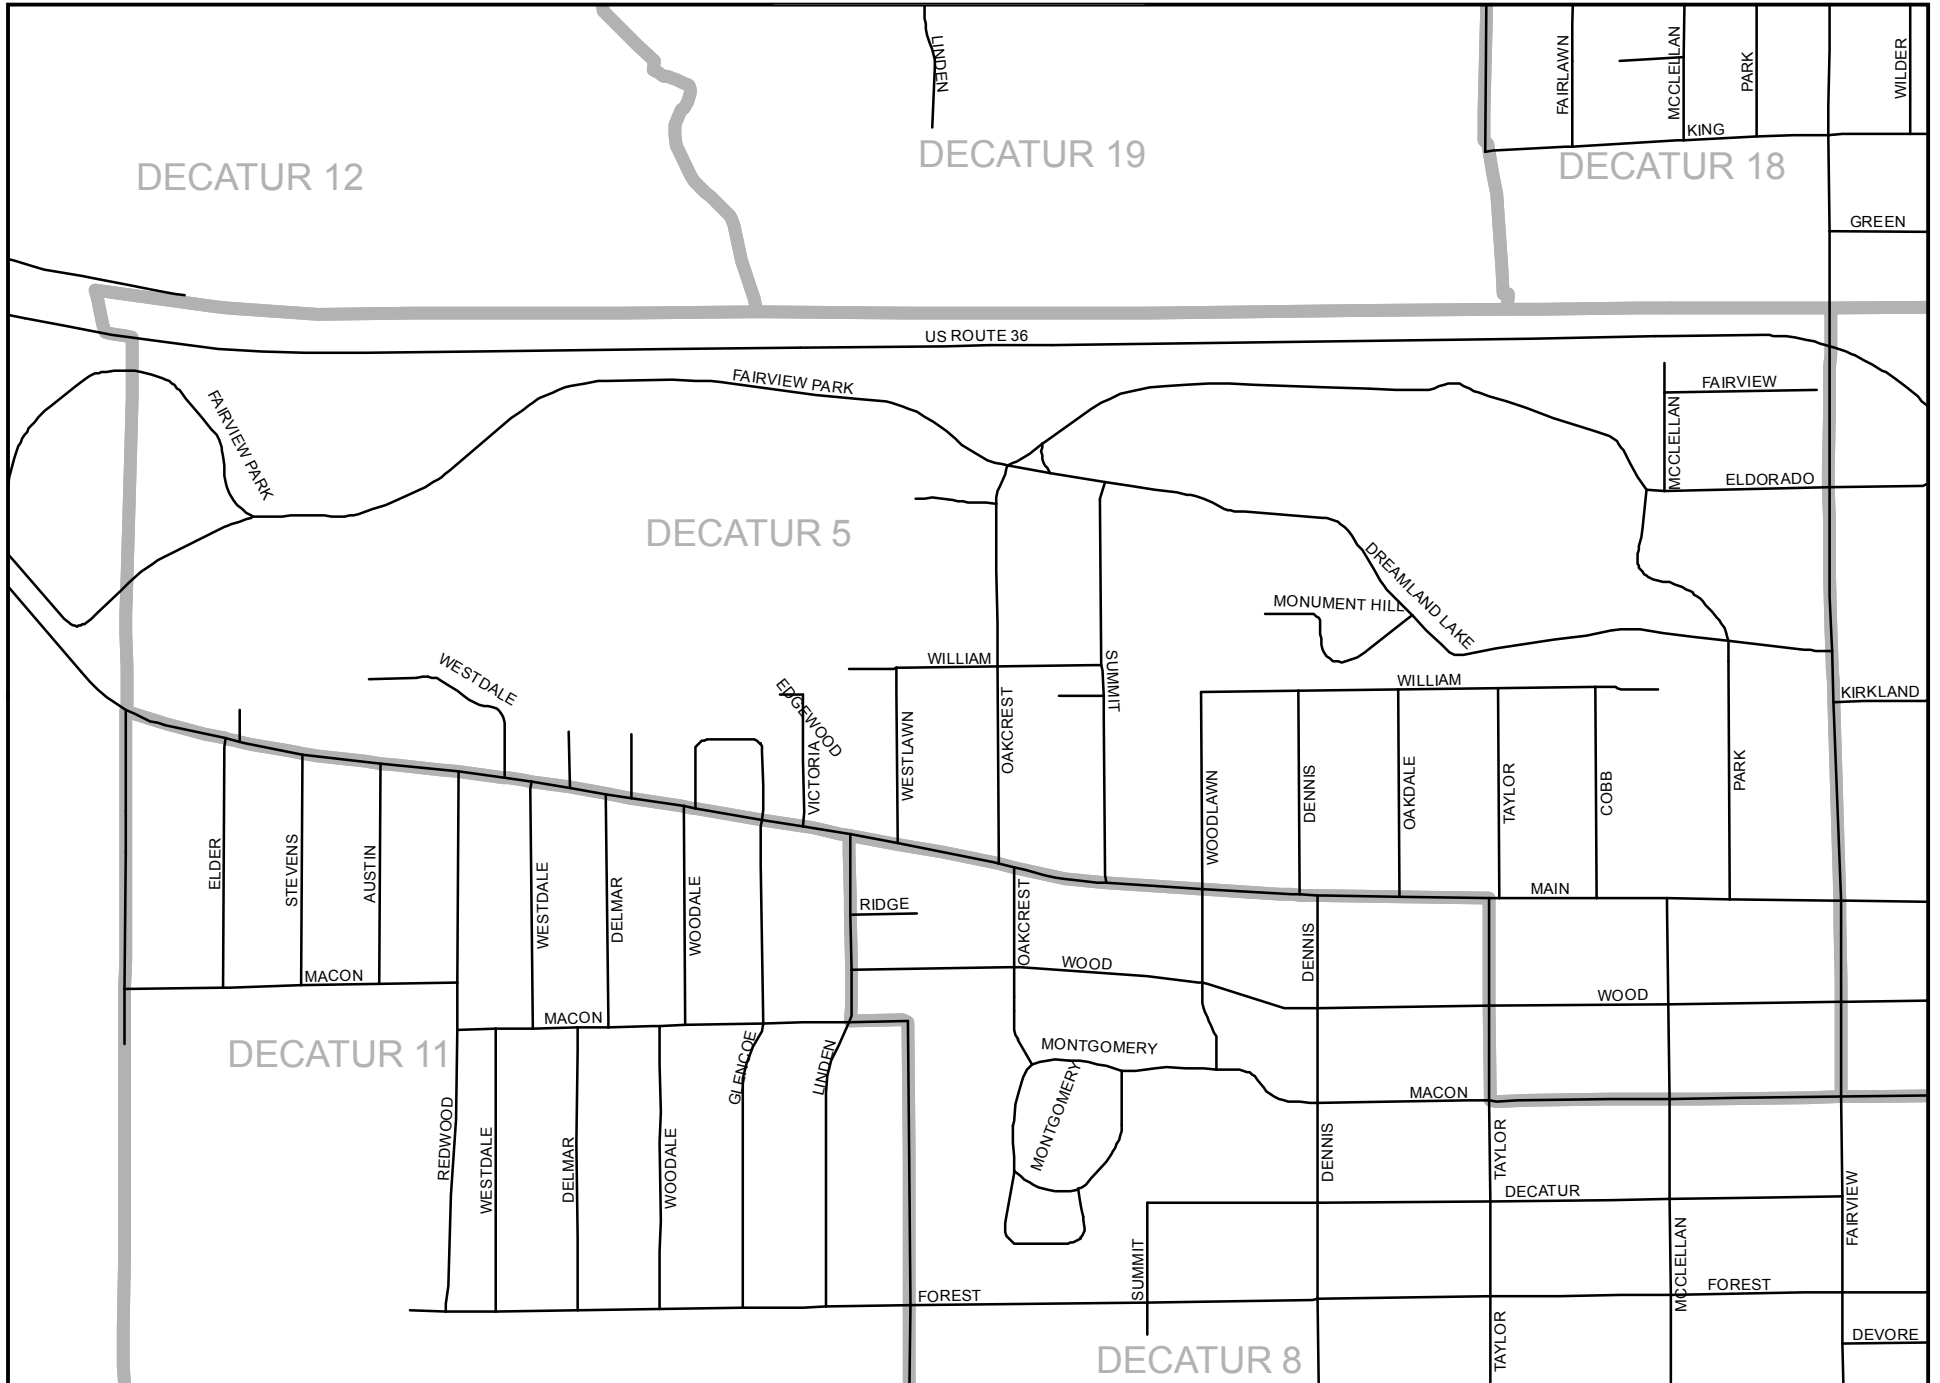 LINDEN
FAIRLAWN
MCCLELLAN
PARK
WILDER
KING
DECATUR 12
DECATUR 19
DECATUR 18
GREEN
US ROUTE 36
FAIRVIEW PARK
FAIRVIEW PARK
FAIRVIEW
MCCLELLAN
ELDORADO
DECATUR 5
DREAMLAND LAKE
MONUMENT HILL
WESTDALE
EDGEWOOD
VICTORIA
WILLIAM
WESTLAWN
OAKCREST
SUMMIT
WILLIAM
KIRKLAND
WOODLAWN
DENNIS
OAKDALE
TAYLOR
COBB
PARK
ELDER
STEVENS
AUSTIN
WESTDALE
DELMAR
WOODALE
RIDGE
OAKCREST
MAIN
DENNIS
WOOD
WOOD
MACON
MACON
DECATUR 11
GLENCOE
LINDEN
MONTGOMERY
MONTGOMERY
MACON
REDWOOD
WESTDALE
DELMAR
WOODALE
DENNIS
TAYLOR
DECATUR
FAIRVIEW
SUMMIT
MCCLELLAN
FOREST
FOREST
TAYLOR
DEVORE
DECATUR 8